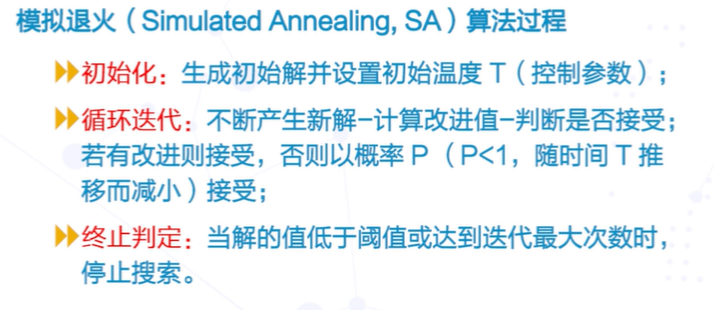 模拟退火（Simulated Annealing, SA）算法过程
初始化：生成初始解并设置初始温度 T（控制参数）;
循环迭代：不断产生新解–计算改进值–判断是否接受;
若有改进则接受，否则以概率 P （P<1，随时间 T 推
移而减小）接受;
终止判定：当解的值低于阈值或达到迭代最大次数时，
停止搜索。